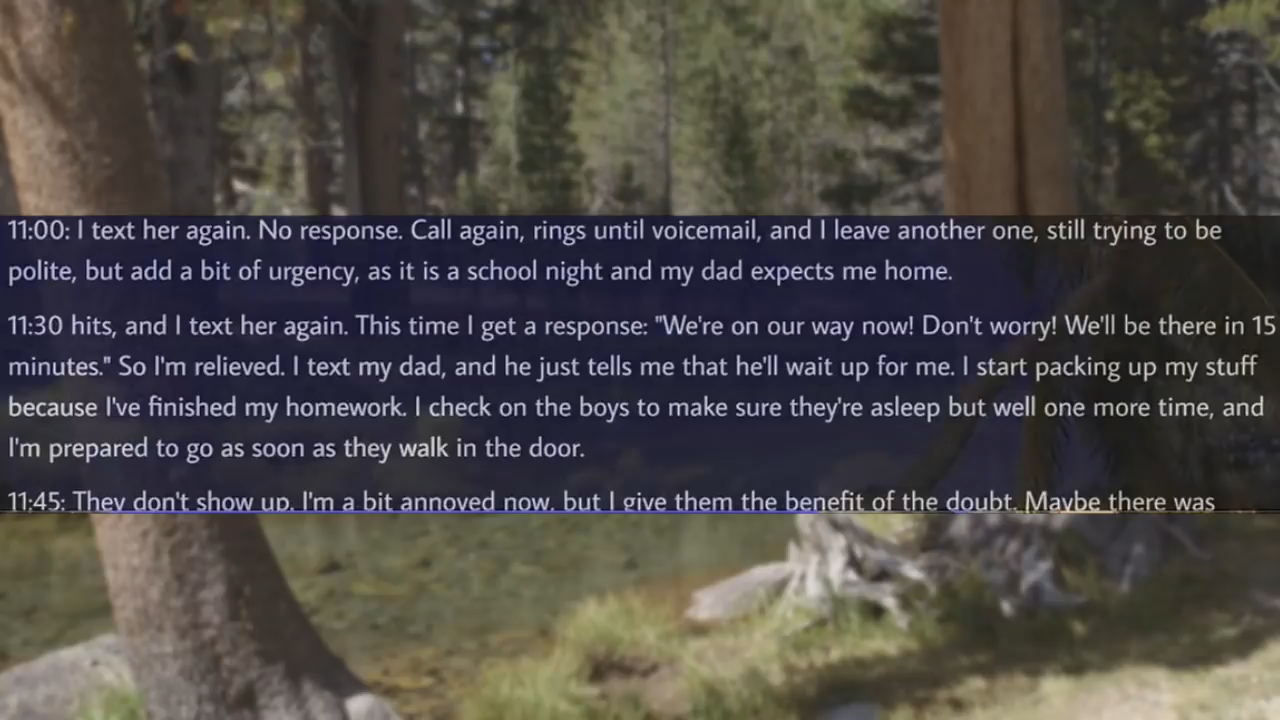 11:00: I text her again. No response. Call again, rings until voicemail, and I leave another one, still trying to be
polite, but add a bit of urgency, as it is a school night and my dad expects me home.
11:30 hits, and I text her again. This time I get a response: "We're on our way now! Don't worry! We'll be there in 15
minutes." So I'm relieved. I text my dad, and he just tells me that he'll wait up for me. I start packing up my stuff
because I've finished my homework. I check on the boys to make sure they're asleep but well one more time, and
I'm prepared to go as soon as they walk in the door.
11:45: They don't show up. I'm a bit annoyed now, but I give them the benefit of the doubt. Maybe there was